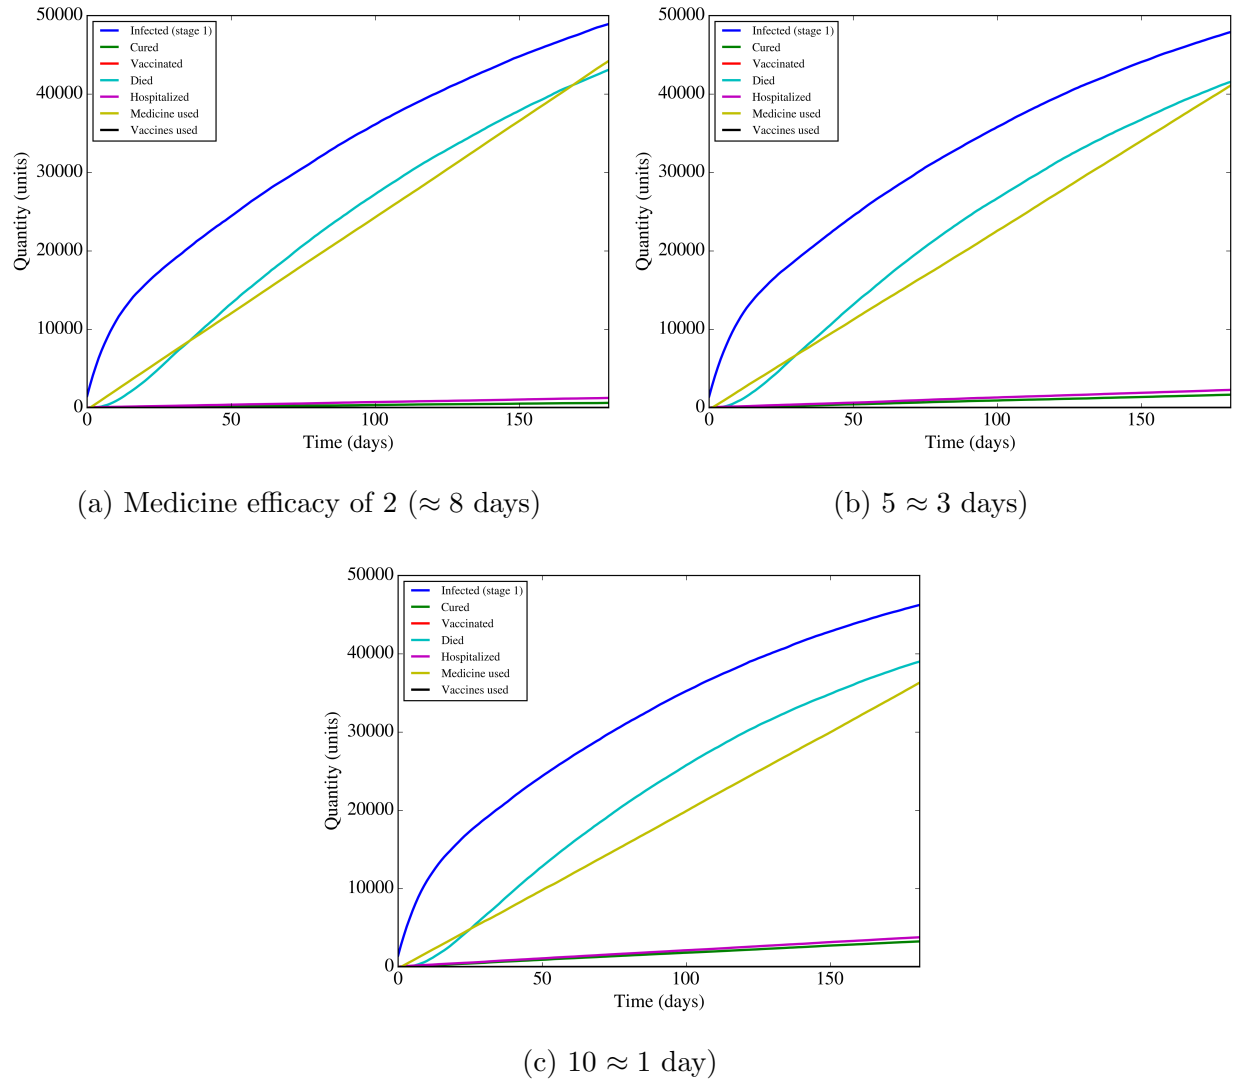 50000
40000
30000
20000
10000
0
Quantity (units)
Infected (stage 1)
Cured
Vaccinated
Died
Hospitalized
Medicine used
Vaccines used
0 50 100 150
Time (days)
(a) Medicine efficacy of 2 (≈ 8 days)
50000
40000
30000
20000
10000
0
Quantity (units)
Infected (stage 1)
Cured
Vaccinated
Died
Hospitalized
Medicine used
Vaccines used
0 50 100 150
Time (days)
(b) 5 ≈ 3 days)
50000
40000
30000
20000
10000
0
Quantity (units)
Infected (stage 1)
Cured
Vaccinated
Died
Hospitalized
Medicine used
Vaccines used
0 50 100 150
Time (days)
(c) 10 ≈ 1 day)